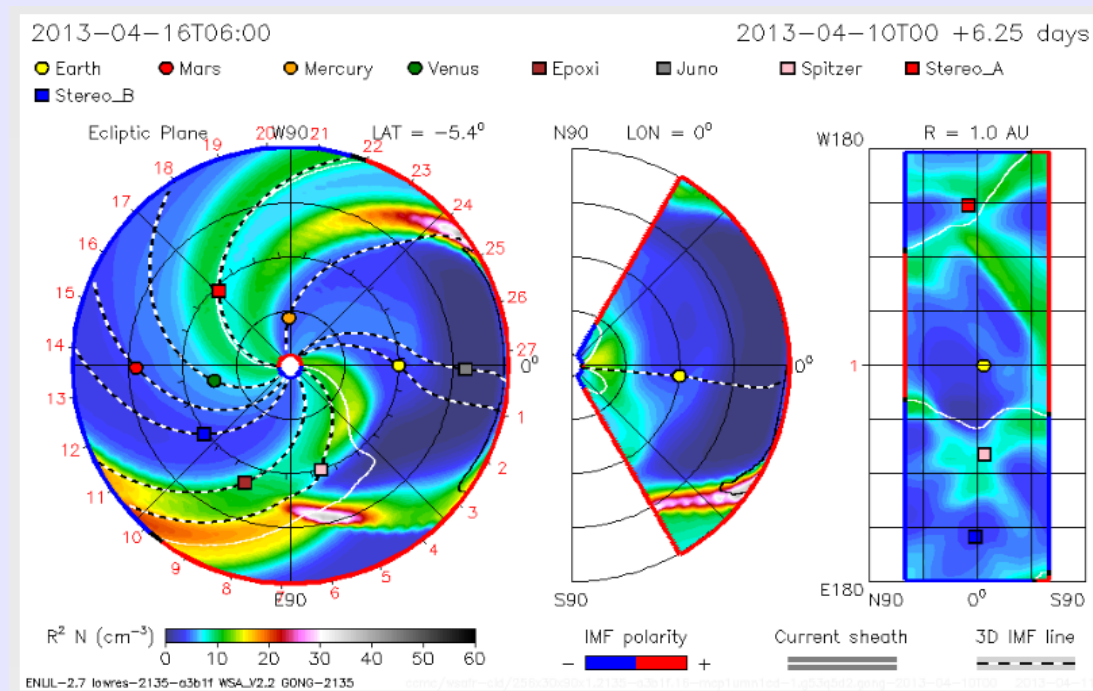 2013-04-16T06:00 2013-04-10T00 +6.25 days
Earth Mars Mercury Venus Epoxi Juno Spitzer Stereo_A
Stereo_B
Ecliptic Plane W90 LAT = -5.4° N90 LON = 0° W180 R = 1.0 AU
20 21
19 22
18 23
17 24
16 25
15 26
14 27
0° 0° 1
13 1
12 2
11 3
10 4
9 5
8 7 6
E90 S90 E180 N90 0° S90
R² N (cm⁻³)
0 10 20 30 40 50 60
IMF polarity
- +
Current sheath
3D IMF line
ENLIL-2.7 lowres-2135-a3b1f WSA_V2.2 GONG-2135